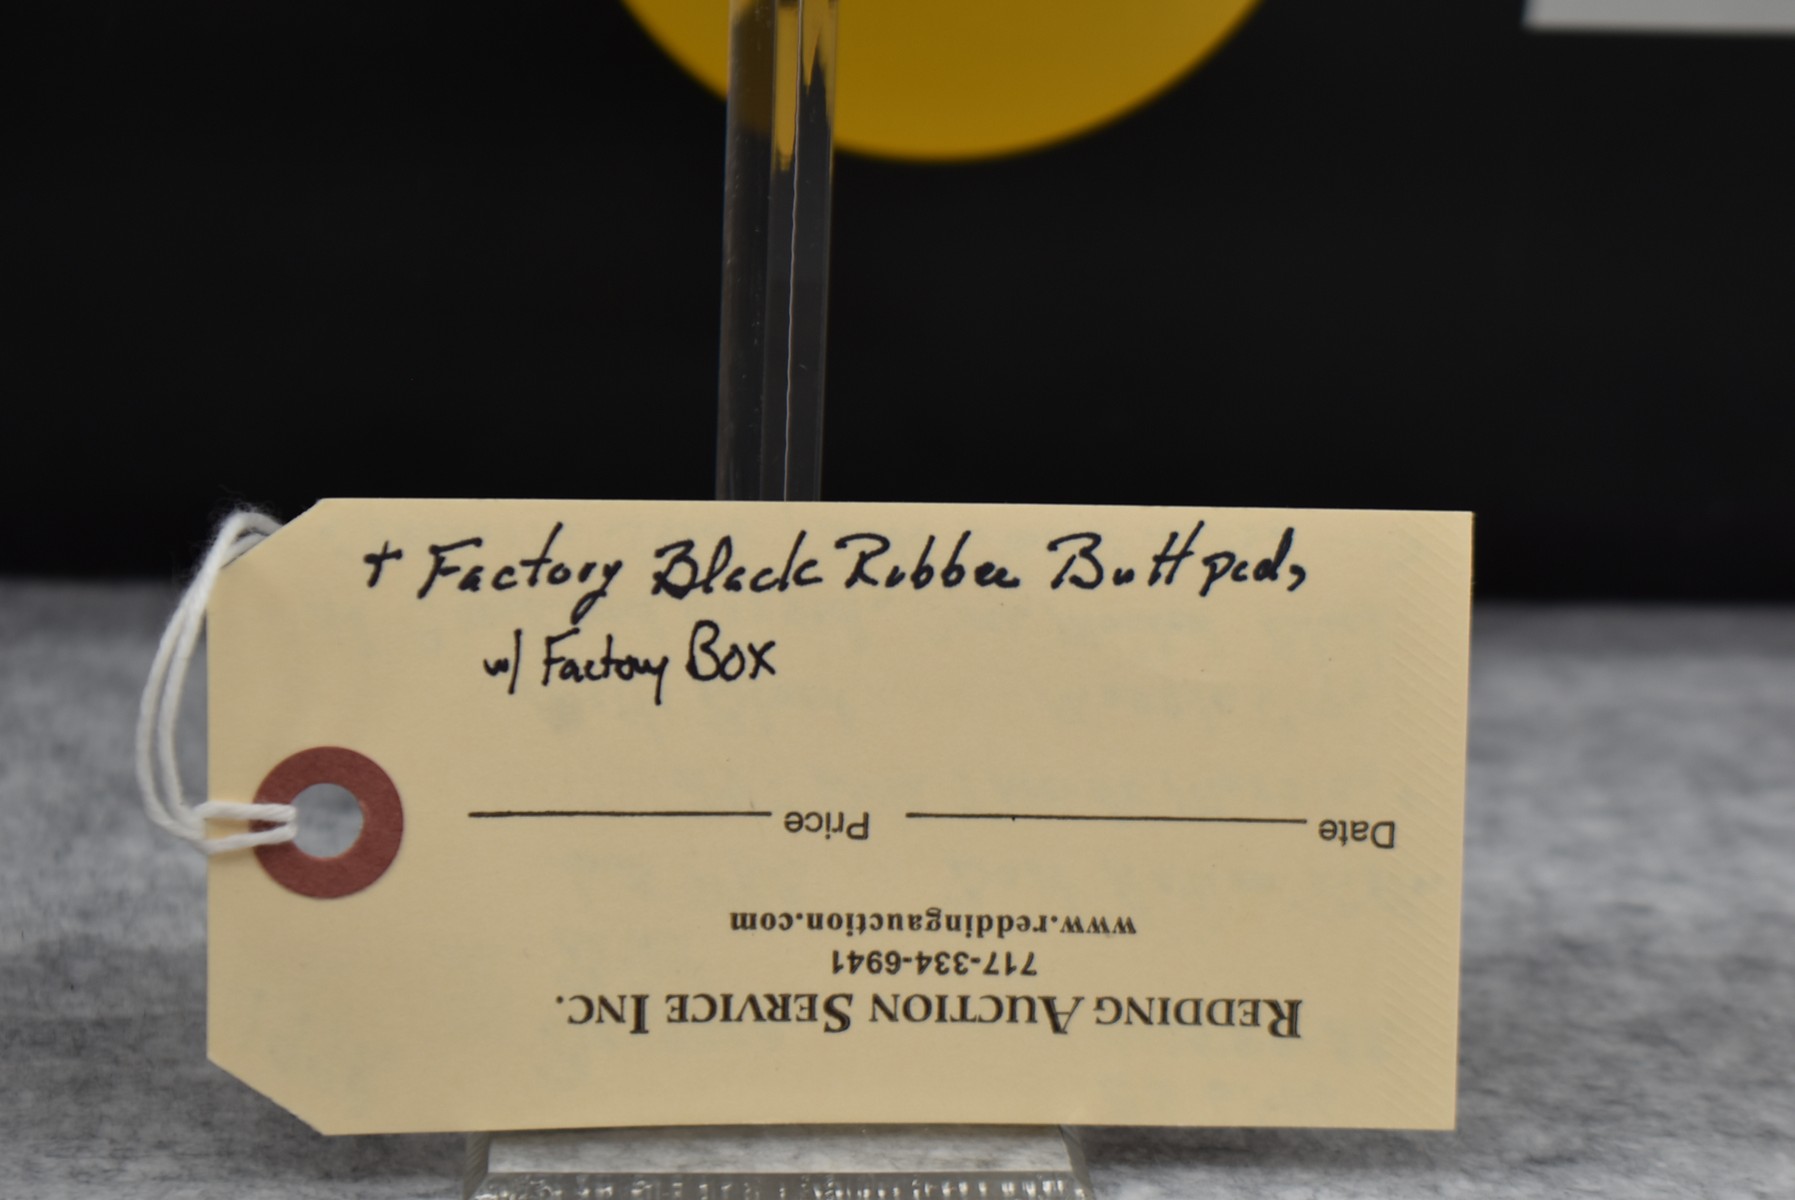 + Factory Black Rubber Buttpad,
w/ Factory Box
Price
Date
www.reddingauction.com
717-334-6941
REDDING AUCTION SERVICE INC.